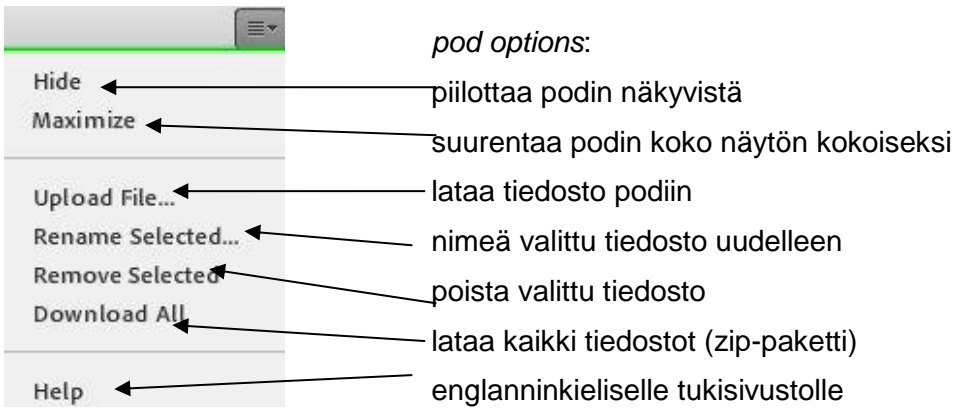 pod options:
Hide
piilottaa podin näkyvistä
Maximize
suurentaa podin koko näytön kokoiseksi
Upload File...
lataa tiedosto podiin
Rename Selected...
nimeä valittu tiedosto uudelleen
Remove Selected
poista valittu tiedosto
Download All
lataa kaikki tiedostot (zip-paketti)
Help
englanninkieliselle tukisivustolle